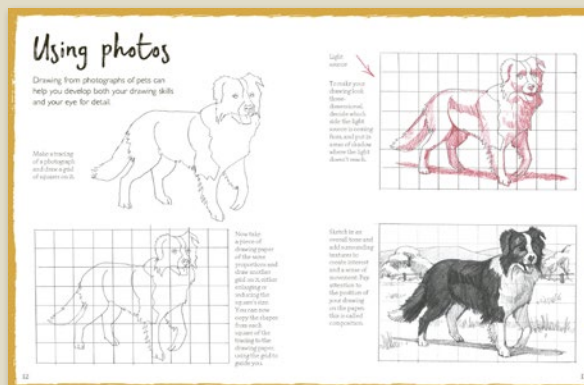 Using photos
Drawing from photographs of pets can
help you develop both your drawing skills
and your eye for detail.
Make a tracing
of a photograph
and draw a grid
of squares on it.
Now take
a piece of
drawing paper
of the same
proportions and
draw another
grid on it, either
enlarging or
reducing the
square's size.
You can now
copy the shapes
from each
square of the
tracing to the
drawing paper,
using the grid to
guide you.
12
Light
source
To make your
drawing look
three-
dimensional,
decide which
side the light
source is coming
from, and put in
areas of shadow
where the light
doesn't reach.
Sketch in an
overall tone and
add surrounding
textures to
create interest
and a sense of
movement. Pay
attention to
the position of
your drawing
on the paper;
this is called
composition.